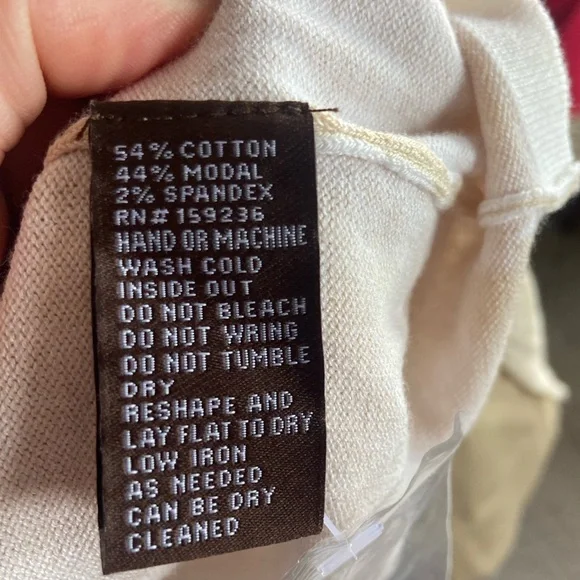 54% COTTON
44% MODAL
2% SPANDEX
RN# 159236
HAND OR MACHINE
WASH COLD
INSIDE OUT
DO NOT BLEACH
DO NOT WRING
DO NOT TUMBLE
DRY
RESHAPE AND
LAY FLAT TO DRY
LOW IRON
AS NEEDED
CAN BE DRY
CLEANED